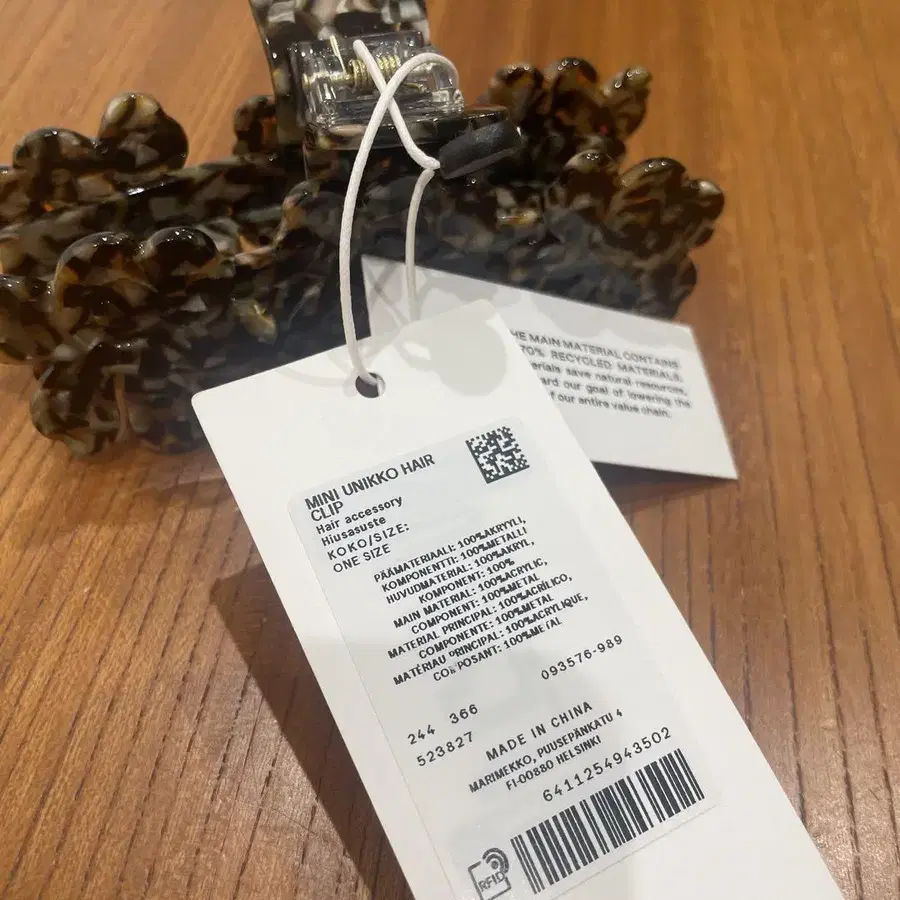 MINI UNIKKO HAIR
CLIP
Hair accessory
Hiusasuste
KOKO/SIZE:
ONE SIZE
PÄÄMATERIAALI: 100%AKRYYLI,
KOMPONENTTI: 100%METALLI
HUVUDMATERIAL: 100%AKRYL,
KOMPONENT: 100%
MAIN MATERIAL: 100%ACRYLIC,
COMPONENT: 100%METAL
MATERIAL PRINCIPAL: 100%ACRÍLICO,
COMPONENTE: 100%METAL
MATÉRIAU PRINCIPAL: 100%ACRYLIQUE,
COMPOSANT: 100%METAL
093576-989
244 366
523827
MADE IN CHINA
MARIMEKKO, PUUSEPÄNKATU 4
FI-00880 HELSINKI
6411254943502
RFID
HE MAIN MATERIAL CONTAINS
70% RECYCLED MATERIALS.
erials save natural resources,
ard our goal of lowering the
of our entire value chain.